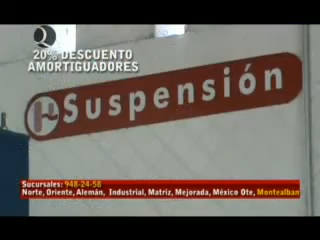 Q
20% DESCUENTO
AMORTIGUADORES
Suspensión
Sucursales: 948-24-58
Norte, Oriente, Alemán, Industrial, Matriz, Mejorada, México Ote, Montealban